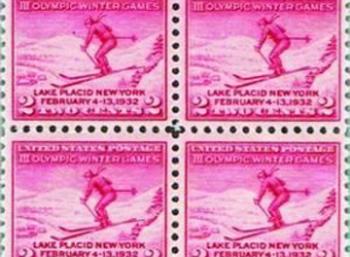 III OLYMPIC WINTER GAMES III OLYMPIC WINTER GAMES
LAKE PLACID NEW YORK LAKE PLACID NEW YORK
FEBRUARY 4-13, 1932 FEBRUARY 4-13, 1932
2 TWO CENTS 2 2 TWO CENTS 2
UNITED STATES POSTAGE UNITED STATES POSTAGE
III OLYMPIC WINTER GAMES III OLYMPIC WINTER GAMES
LAKE PLACID NEW YORK LAKE PLACID NEW YORK
FEBRUARY 4-13, 1932 FEBRUARY 4-13, 1932